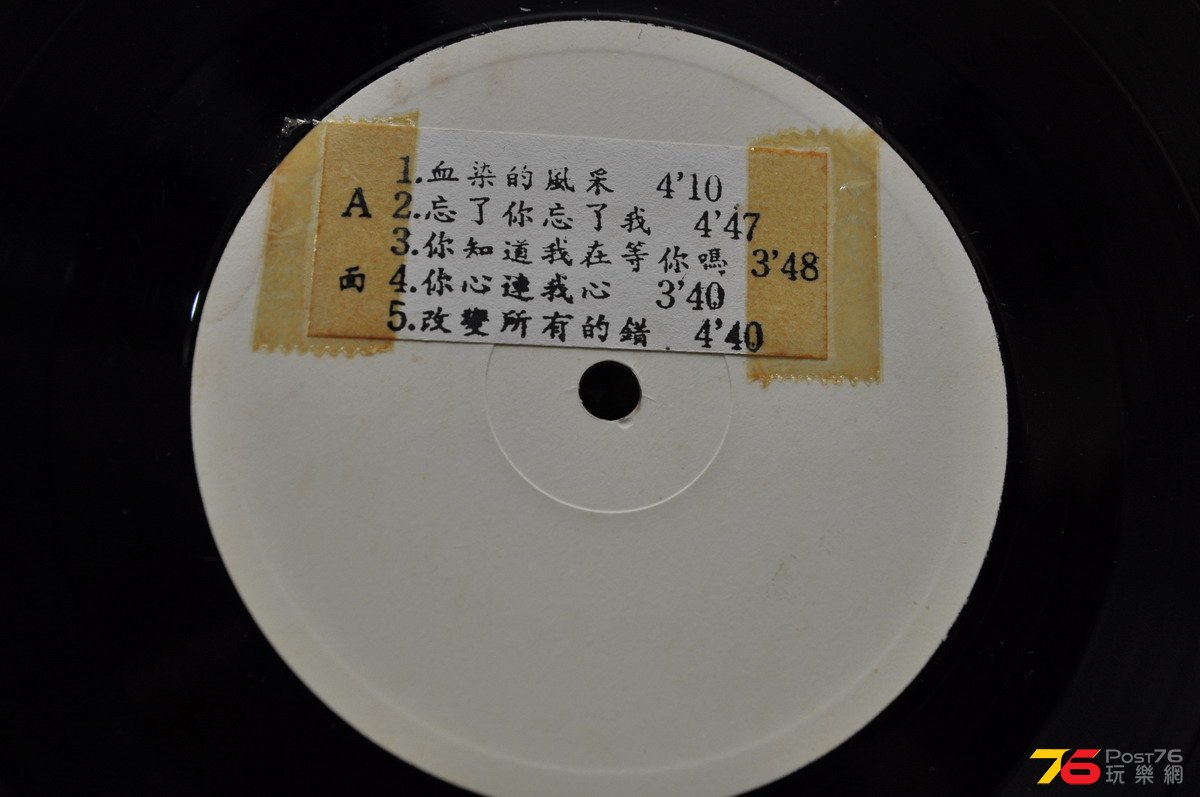 A面
1.血染的風采 4'10
2.忘了你忘了我 4'47
3.你知道我在等你嗎 3'48
4.你心連我心 3'40
5.改變所有的錯 4'40
76 POST76
玩樂網